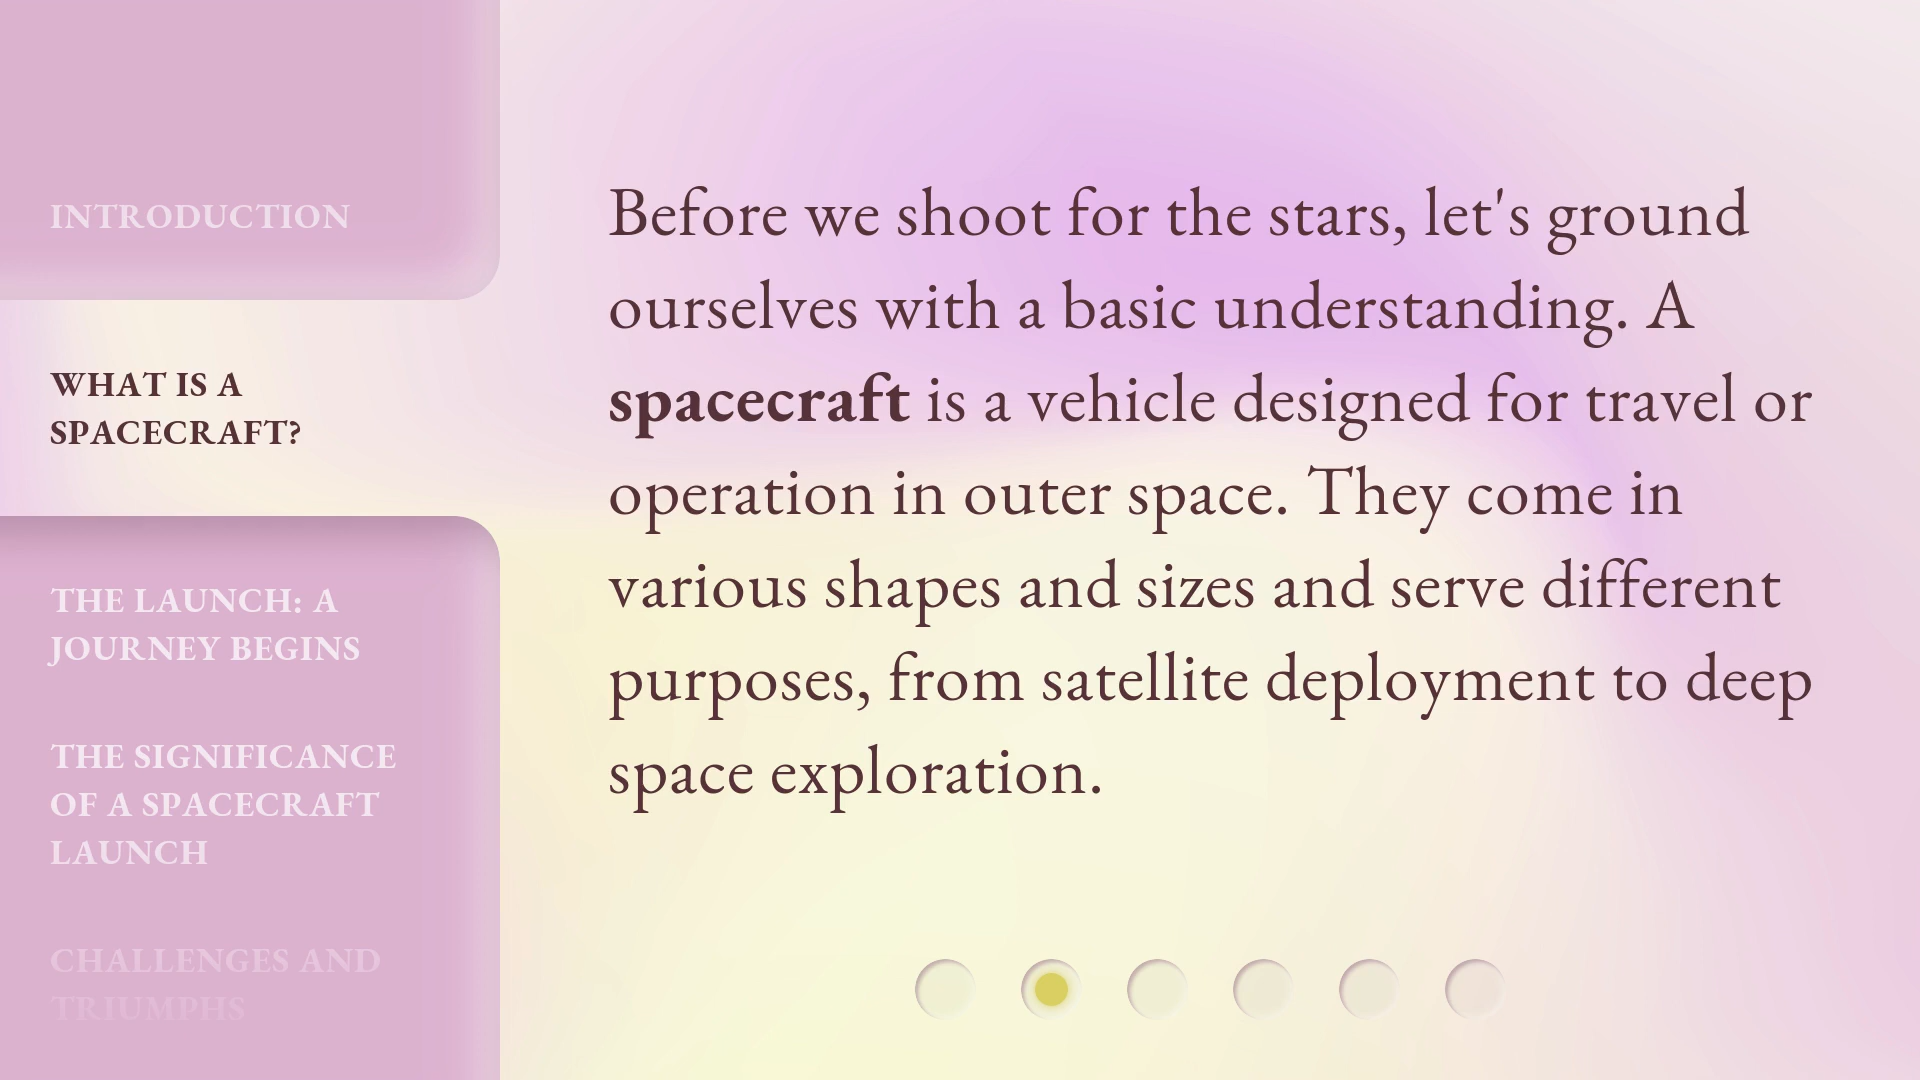 INTRODUCTION
WHAT IS A
SPACECRAFT?
THE LAUNCH: A
JOURNEY BEGINS
THE SIGNIFICANCE
OF A SPACECRAFT
LAUNCH
CHALLENGES AND
TRIUMPHS
Before we shoot for the stars, let's ground
ourselves with a basic understanding. A
spacecraft is a vehicle designed for travel or
operation in outer space. They come in
various shapes and sizes and serve different
purposes, from satellite deployment to deep
space exploration.